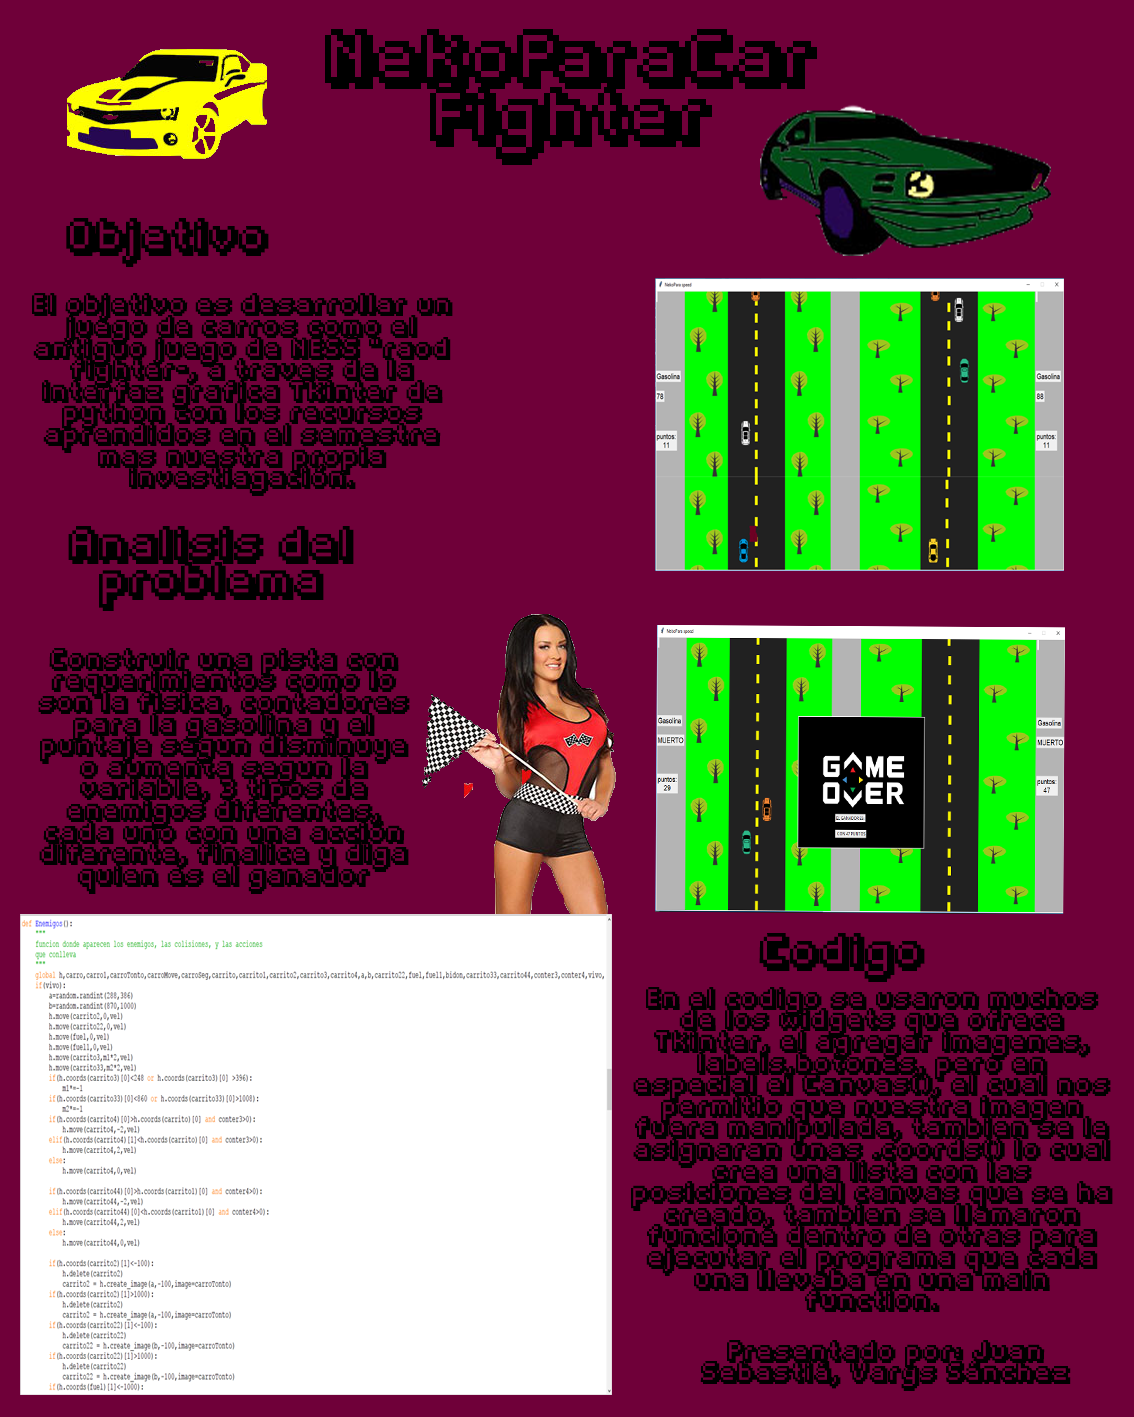 NekoParaCar
Fighter
Objetivo
El objetivo es desarrollar un
juego de carros como el
antiguo juego de NESS "raod
fighter-, a traves de la
interfaz grafica TKinter de
python con los recursos
aprendidos en el semestre
mas nuestra propia
investiagación.
NekoPara speed
Gasolina
78
puntos:
11
Gasolina
88
puntos:
11
Analisis del
problema
Construir una pista con
requerimientos como lo
son la fisica, contadores
para la gasolina y el
puntaje segun disminuye
o aumenta segun la
variable, 3 tipos de
enemigos diferentes,
cada uno con una acción
diferente, finalice y diga
quien es el ganador
NekoPara speed
Gasolina
MUERTO
puntos:
29
GAME
OVER
EL GANADOR ES
CON 47 PUNTOS
Gasolina
MUERTO
puntos:
47
def Enemigos():
"""
funcion donde aparecen los enemigos, las colisiones, y las acciones
que conlleva
"""
global h,carro,carro1,carroTonto,carroMove,carroSeg,carrito,carrito1,carrito2,carrito3,carrito4,a,b,carrito22,fuel,fuel1,bidon,carrito33,carrito44,conter3,conter4,vivo,
if(vivo):
a=random.randint(288,386)
b=random.randint(870,1000)
h.move(carrito2,0,vel)
h.move(carrito22,0,vel)
h.move(fuel,0,vel)
h.move(fuel1,0,vel)
h.move(carrito3,m1*2,vel)
h.move(carrito33,m2*2,vel)
if(h.coords(carrito3)[0]<248 or h.coords(carrito3)[0] >396):
m1*=-1
if(h.coords(carrito33)[0]<860 or h.coords(carrito33)[0]>1008):
m2*=-1
if(h.coords(carrito4)[0]>h.coords(carrito)[0] and conter3>0):
h.move(carrito4,-2,vel)
elif(h.coords(carrito4)[1]<h.coords(carrito)[0] and conter3>0):
h.move(carrito4,2,vel)
else:
h.move(carrito4,0,vel)
if(h.coords(carrito44)[0]>h.coords(carrito1)[0] and conter4>0):
h.move(carrito44,-2,vel)
elif(h.coords(carrito44)[0]<h.coords(carrito1)[0] and conter4>0):
h.move(carrito44,2,vel)
else:
h.move(carrito44,0,vel)
if(h.coords(carrito2)[1]<-100):
h.delete(carrito2)
carrito2 = h.create_image(a,-100,image=carroTonto)
if(h.coords(carrito2)[1]>1000):
h.delete(carrito2)
carrito2 = h.create_image(a,-100,image=carroTonto)
if(h.coords(carrito22)[1]<-100):
h.delete(carrito22)
carrito22 = h.create_image(b,-100,image=carroTonto)
if(h.coords(carrito22)[1]>1000):
h.delete(carrito22)
carrito22 = h.create_image(b,-100,image=carroTonto)
if(h.coords(fuel)[1]<-1000):
Codigo
En el codigo se usaron muchos
de los widgets que ofrece
TKinter, el agregar imagenes,
labels,botones, pero en
especial el Canvas(), el cual nos
permitio que nuestra imagen
fuera manipulada, tambien se le
asignaran unas .coords() lo cual
crea una lista con las
posiciones del canvas que se ha
creado, tambien se llamaron
funcione dentro de otras para
ejecutar el programa que cada
una llevaba en una main
function.
Presentado por: Juan
Sebastia, Vargs Sánchez